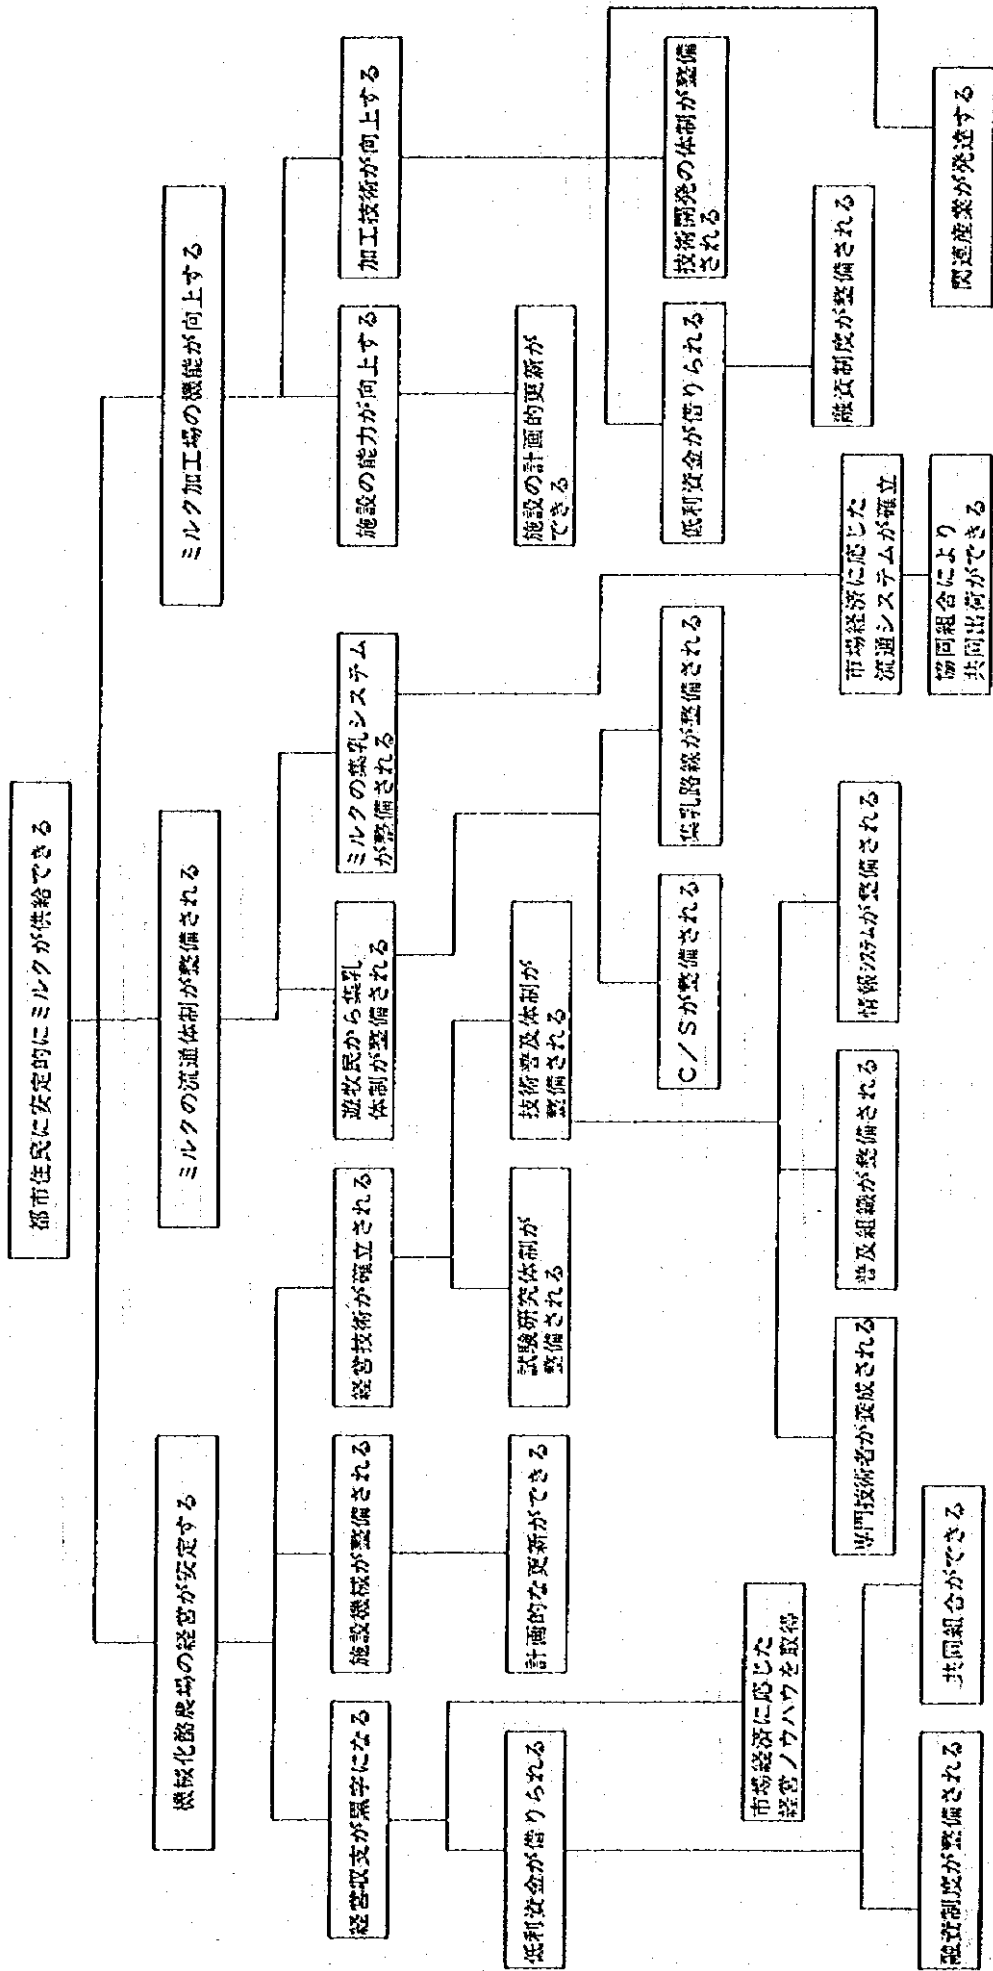 都市住民に安定的にミルクが供給できる
機械化酪農場の経営が安定する
ミルクの流通体制が整備される
ミルク加工場の機能が向上する
経営収支が黒字になる
施設機械が整備される
経営技術が確立される
遊牧民から集乳
体制が整備される
ミルクの集乳システム
が整備される
施設の能力が向上する
加工技術が向上する
低利資金が借りられる
計画的な更新ができる
試験研究体制が
整備される
技術普及体制が
整備される
施設の計画的更新が
できる
C/Sが整備される
集乳路線が整備される
低利資金が借りられる
技術開発の体制が整備
される
市場経済に応じた
経営ノウハウを取得
専門技術者が養成される
普及組織が整備される
情報システムが整備される
市場経済に応じた
流通システムが確立
融資制度が整備される
融資制度が整備される
共同組合ができる
協同組合により
共同出荷ができる
関連産業が発達する